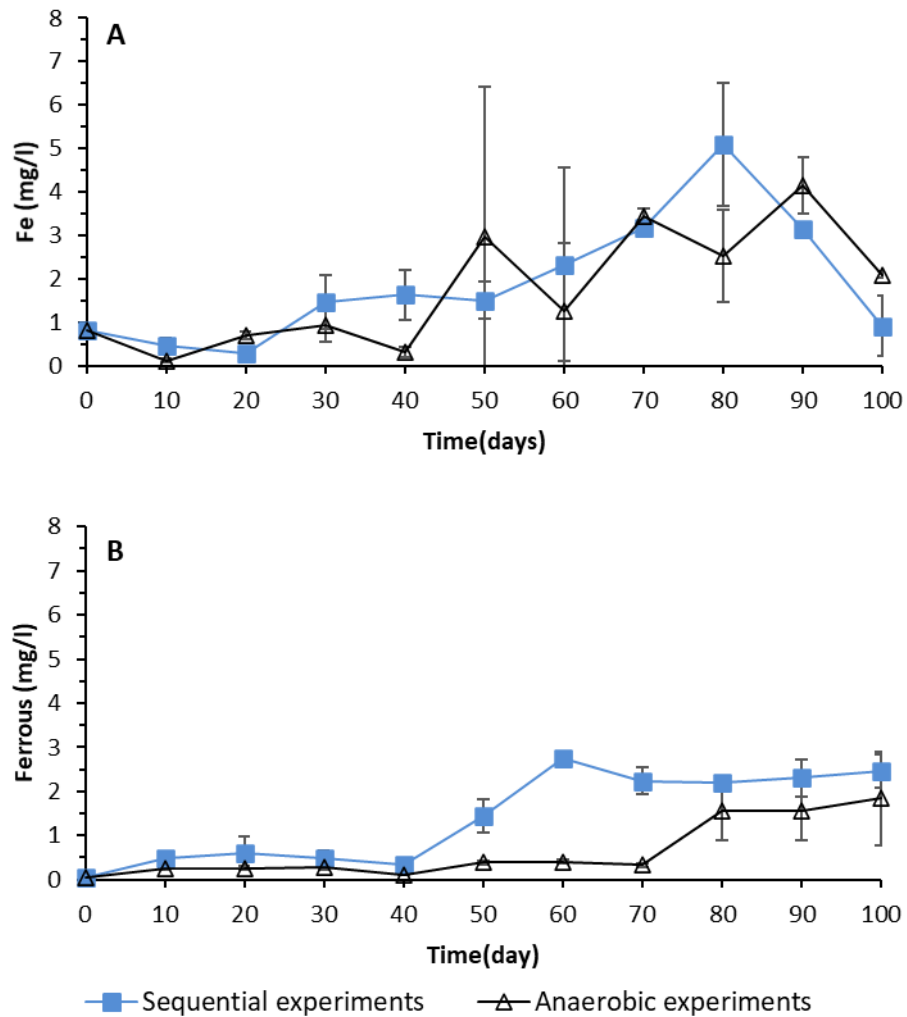 A
Fe (mg/l)
8
7
6
5
4
3
2
1
0
0 10 20 30 40 50 60 70 80 90 100
Time(days)
B
Ferrous (mg/l)
8
7
6
5
4
3
2
1
0
0 10 20 30 40 50 60 70 80 90 100
Time(day)
Sequential experiments Anaerobic experiments